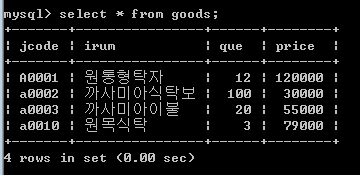 mysql> select * from goods;
+-------+----------------+------+--------+
| jcode | irum | que | price |
+-------+----------------+------+--------+
| A0001 | 원통형탁자 | 12 | 120000 |
| a0002 | 까사미아식탁보 | 100 | 30000 |
| a0003 | 까사미아이불 | 20 | 55000 |
| a0010 | 원목식탁 | 3 | 79000 |
+-------+----------------+------+--------+
4 rows in set (0.00 sec)